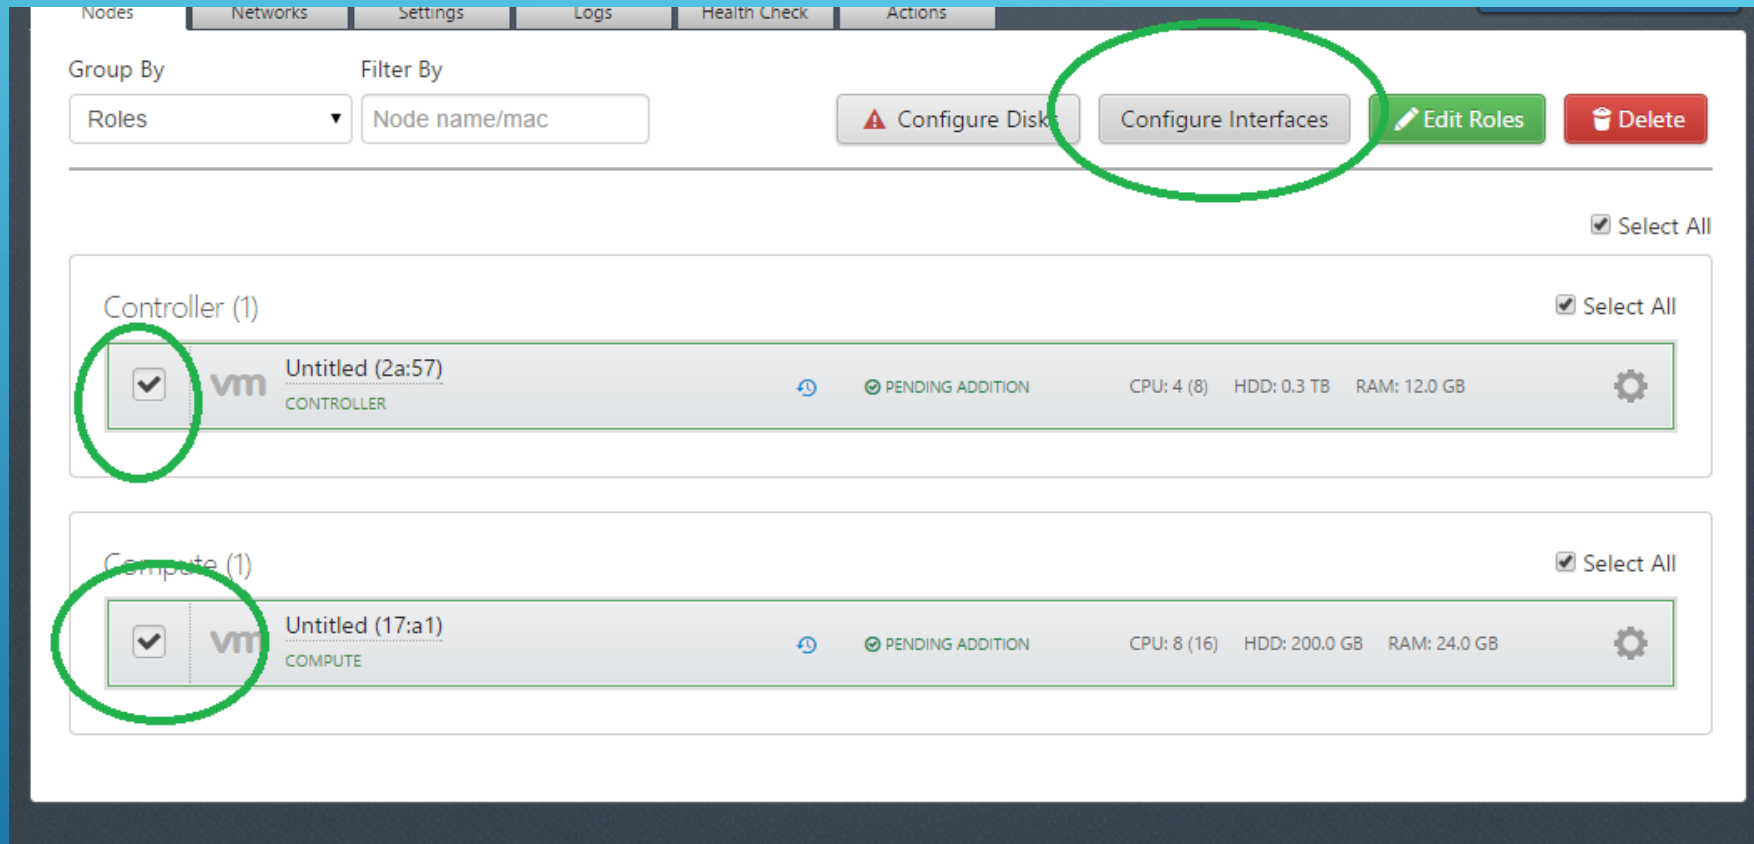 Nodes Networks Settings Logs Health Check Actions
Group By Filter By
Roles Node name/mac Configure Disks Configure Interfaces Edit Roles Delete
Select All
Controller (1) Select All
vm Untitled (2a:57)
CONTROLLER
PENDING ADDITION CPU: 4 (8) HDD: 0.3 TB RAM: 12.0 GB
Compute (1) Select All
vm Untitled (17:a1)
COMPUTE
PENDING ADDITION CPU: 8 (16) HDD: 200.0 GB RAM: 24.0 GB